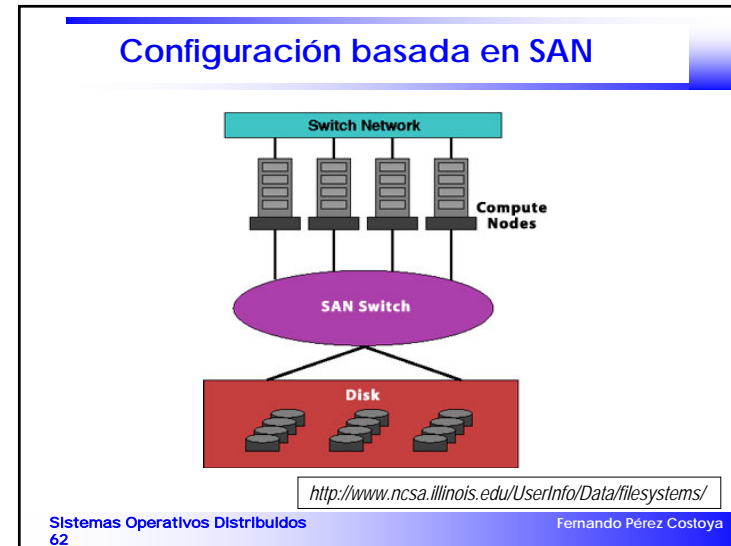 Configuración basada en SAN
Switch Network
Compute
Nodes
SAN Switch
Disk
http://www.ncsa.illinois.edu/UserInfo/Data/filesystems/
Sistemas Operativos Distribuidos
62
Fernando Pérez Costoya